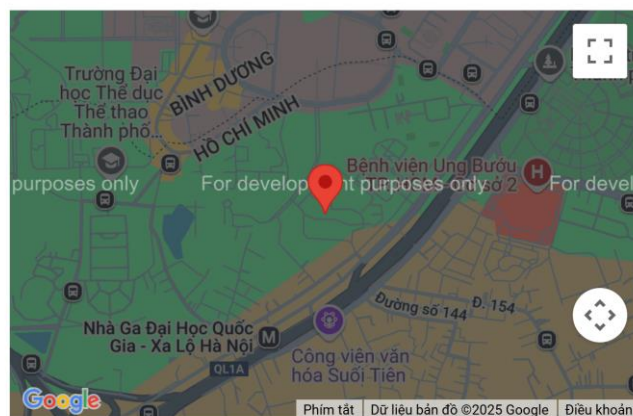 Trường Đại
học Thể dục
Thể thao
Thành phố...
BÌNH DƯƠNG
HỒ CHÍ MINH
Bệnh viện Ung Bướu
sở 2
purposes only
For development purposes only
For devel
Đường số 144
Đ. 154
Nhà Ga Đại Học Quốc
Gia - Xa Lộ Hà Nội
M
H
QL1A
Công viên văn
hóa Suối Tiên
Google
Phím tắt
Dữ liệu bản đồ ©2025 Google
Điều khoản